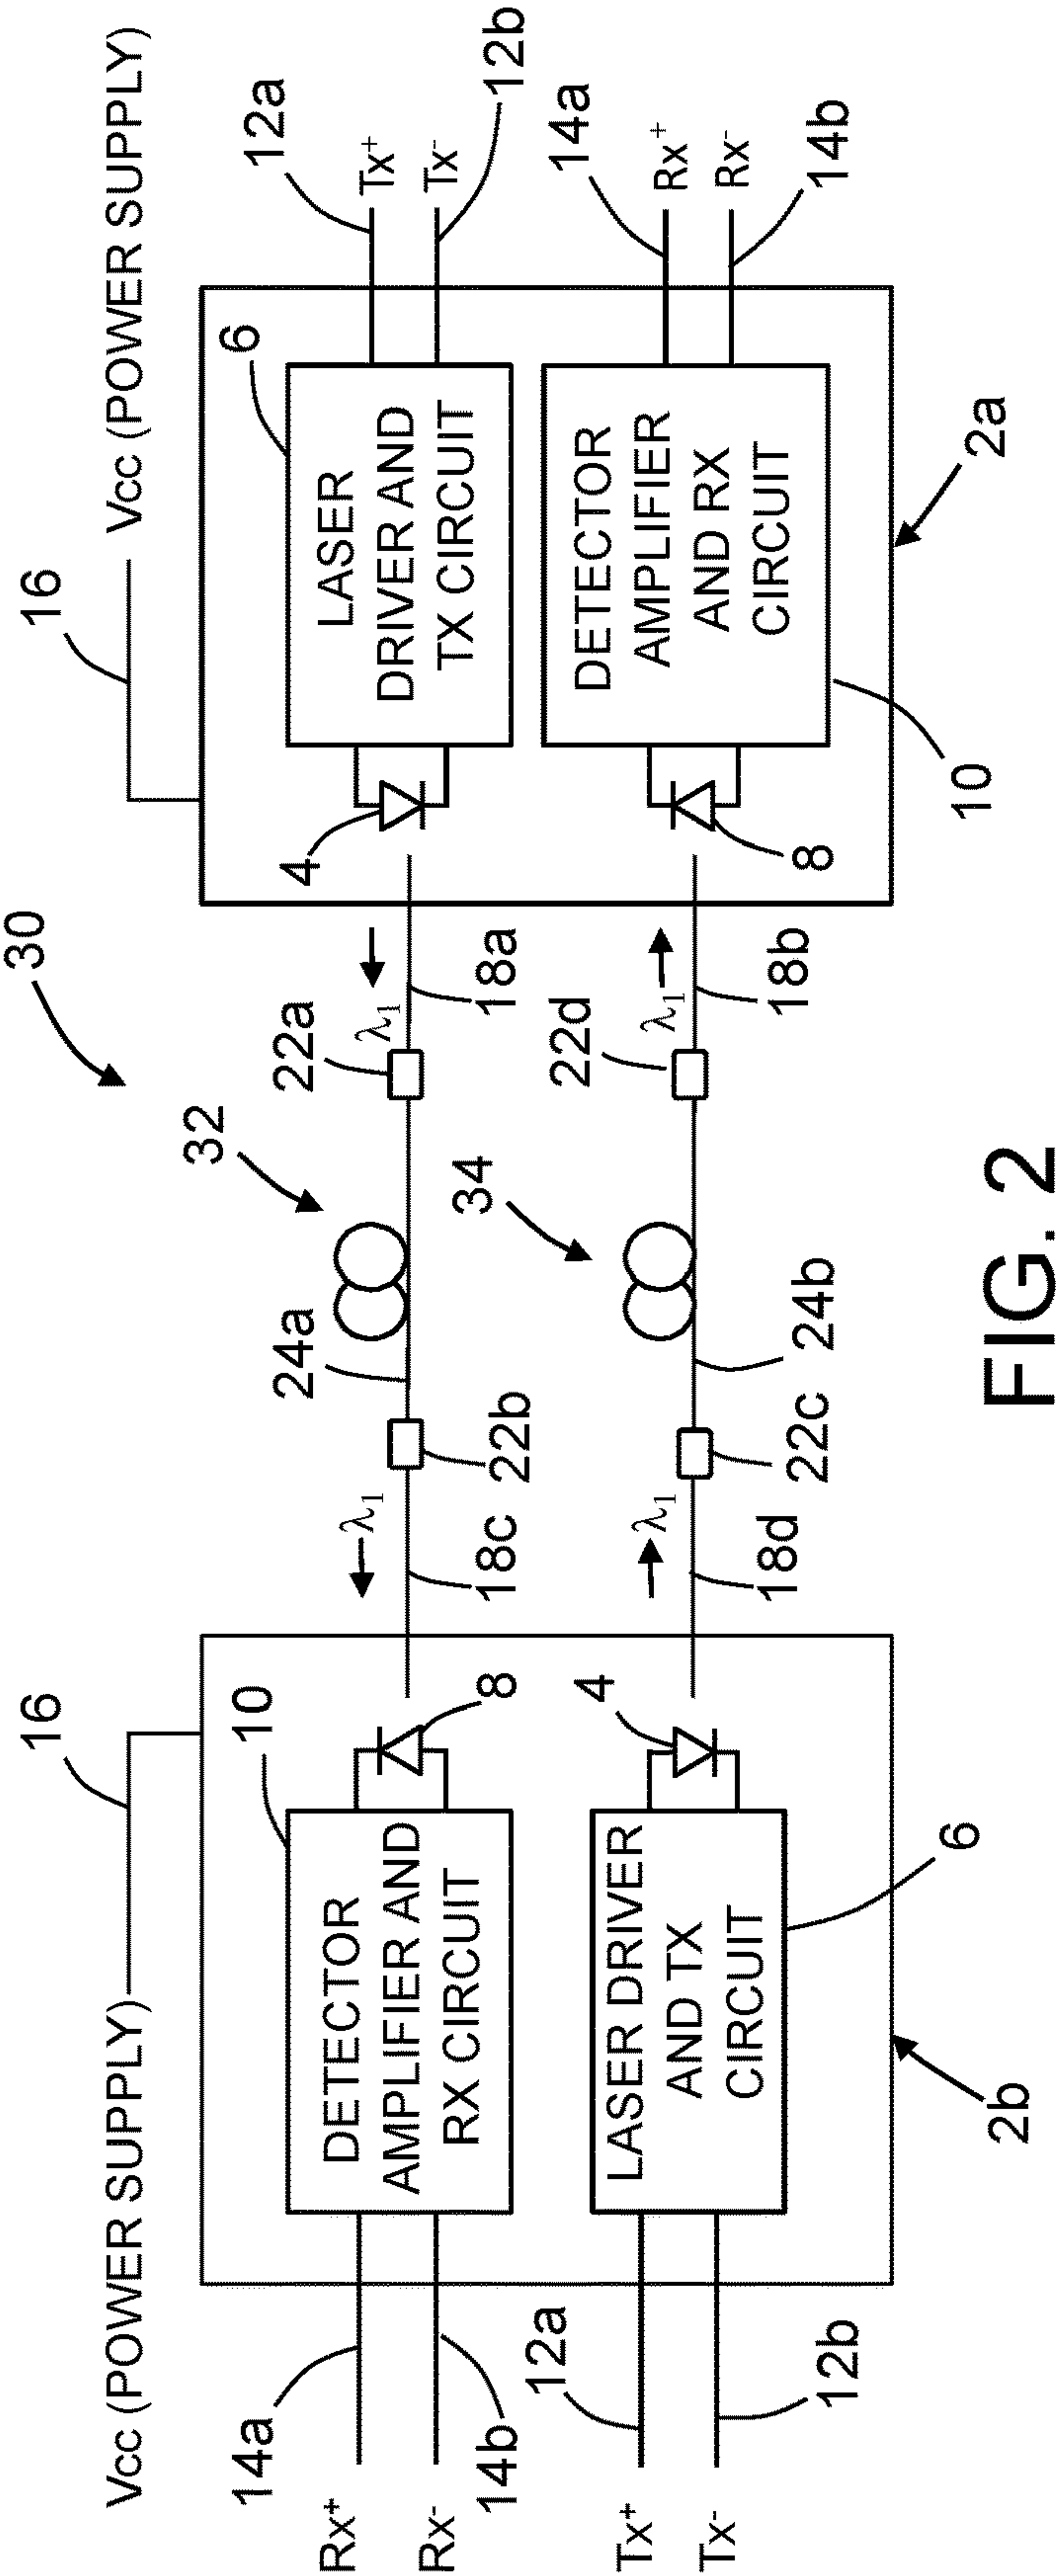 30
16
Vcc (POWER SUPPLY)
16
Vcc (POWER SUPPLY)
14a
Rx+
Rx-
14b
10
DETECTOR
AMPLIFIER AND
RX CIRCUIT
8
12a
Tx+
Tx-
12b
LASER DRIVER
AND TX
CIRCUIT
4
6
2b
λ1
18c
22b
24a
32
22a
λ1
18a
λ1
18d
22c
24b
34
22d
λ1
18b
4
6
LASER
DRIVER AND
TX CIRCUIT
12a
Tx+
Tx-
12b
8
DETECTOR
AMPLIFIER
AND RX
CIRCUIT
10
14a
Rx+
Rx-
14b
2a
FIG. 2